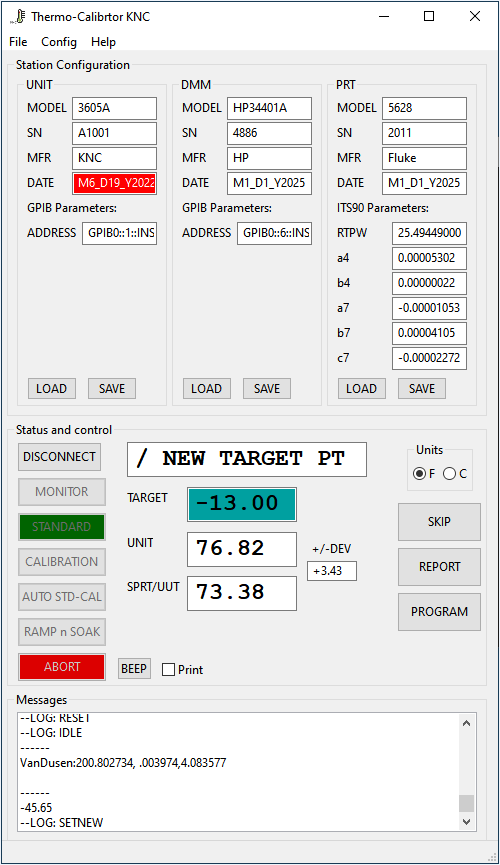 Thermo-Calibrtor KNC
File Config Help
Station Configuration
UNIT
MODEL 3605A
SN A1001
MFR KNC
DATE M6_D19_Y2022
GPIB Parameters:
ADDRESS GPIB0::1::INS
LOAD SAVE
DMM
MODEL HP34401A
SN 4886
MFR HP
DATE M1_D1_Y2025
GPIB Parameters:
ADDRESS GPIB0::6::INS
LOAD SAVE
PRT
MODEL 5628
SN 2011
MFR Fluke
DATE M1_D1_Y2025
ITS90 Parameters:
RTPW 25.49449000
a4 0.00005302
b4 0.00000022
a7 -0.00001053
b7 0.00004105
c7 -0.00002272
LOAD SAVE
Status and control
DISCONNECT
MONITOR
STANDARD
CALIBRATION
AUTO STD-CAL
RAMP n SOAK
ABORT
/ NEW TARGET PT
TARGET -13.00
UNIT 76.82
SPRT/UUT 73.38
+/-DEV
+3.43
BEEP Print
Units
F C
SKIP
REPORT
PROGRAM
Messages
--LOG: RESET
--LOG: IDLE
------
VanDusen:200.802734, .003974,4.083577
------
-45.65
--LOG: SETNEW